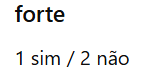 forte
1 sim / 2 não